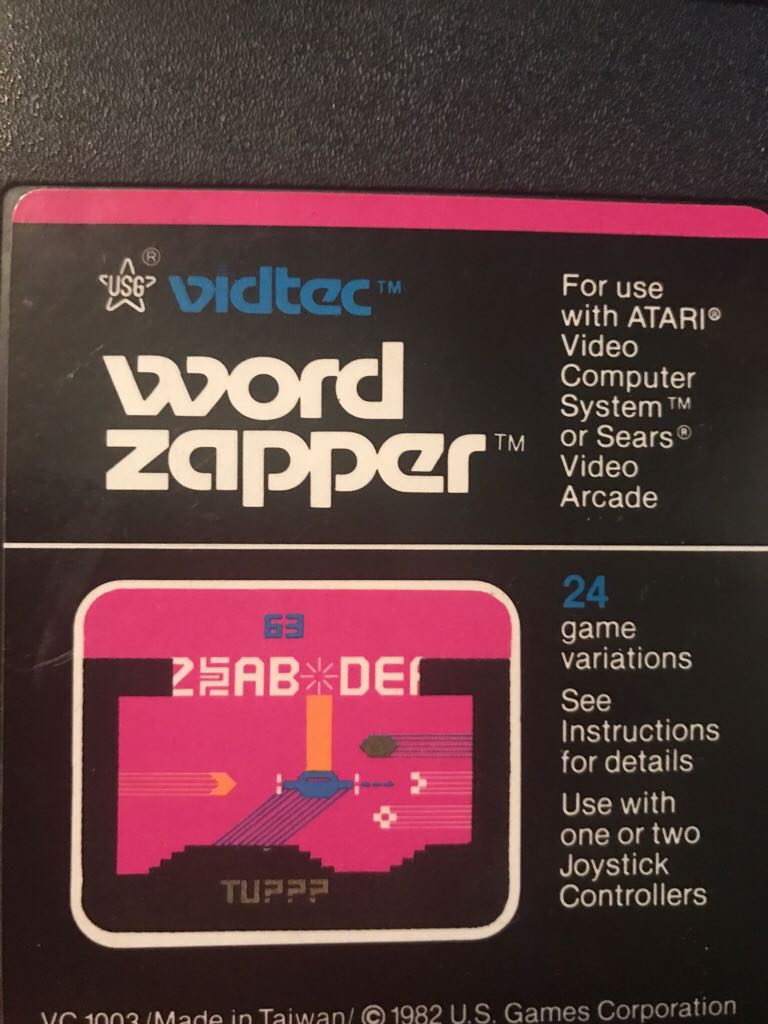 USG® vidtec™
word
zapper™
For use
with ATARI®
Video
Computer
System™
or Sears®
Video
Arcade
63
AB DEF
TU???
24
game
variations
See
Instructions
for details
Use with
one or two
Joystick
Controllers
VC 1003/Made in Taiwan/ © 1982 U.S. Games Corporation